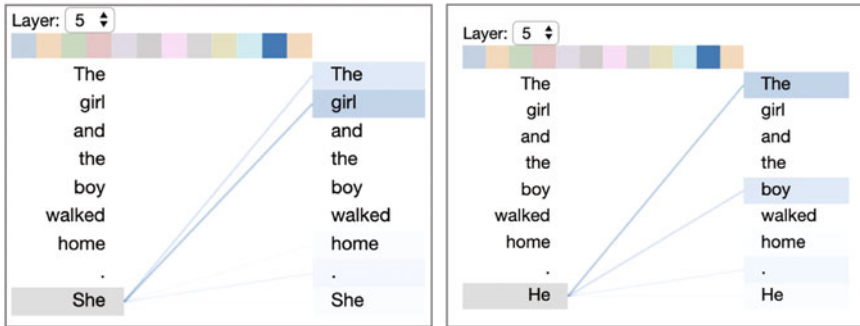 Layer: 5
The The
girl girl
and and
the the
boy boy
walked walked
home home
. .
She She
Layer: 5
The The
girl girl
and and
the the
boy boy
walked walked
home home
. .
He He